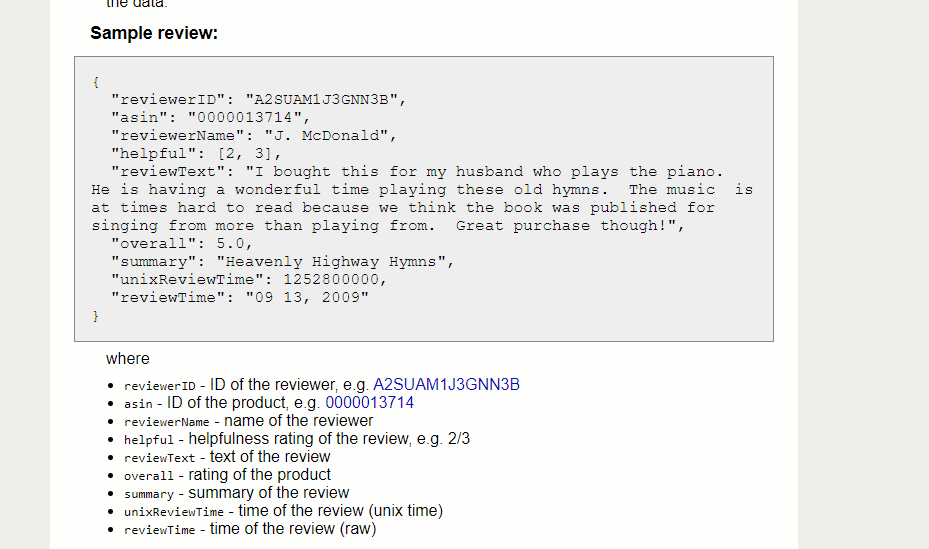 the data.
Sample review:
{
"reviewerID": "A2SUAM1J3GNN3B",
"asin": "0000013714",
"reviewerName": "J. McDonald",
"helpful": [2, 3],
"reviewText": "I bought this for my husband who plays the piano.
He is having a wonderful time playing these old hymns.  The music  is
at times hard to read because we think the book was published for
singing from more than playing from.  Great purchase though!",
"overall": 5.0,
"summary": "Heavenly Highway Hymns",
"unixReviewTime": 1252800000,
"reviewTime": "09 13, 2009"
}
where
• reviewerID - ID of the reviewer, e.g. A2SUAM1J3GNN3B
• asin - ID of the product, e.g. 0000013714
• reviewerName - name of the reviewer
• helpful - helpfulness rating of the review, e.g. 2/3
• reviewText - text of the review
• overall - rating of the product
• summary - summary of the review
• unixReviewTime - time of the review (unix time)
• reviewTime - time of the review (raw)